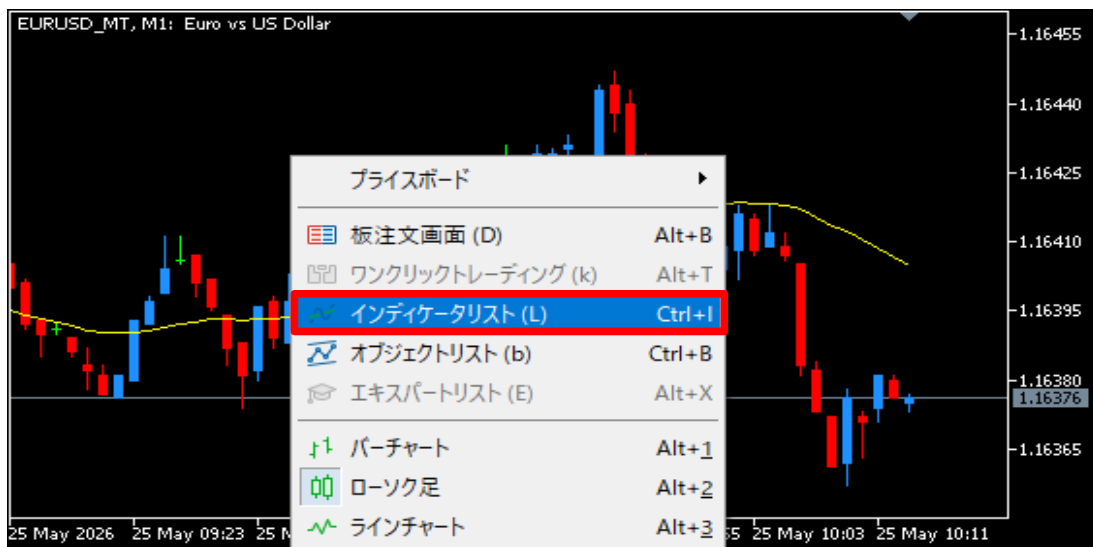 EURUSD_MT, M1: Euro vs US Dollar
1.16455
1.16440
1.16425
1.16410
1.16395
1.16380
1.16376
1.16365
プライスボード
板注文画面 (D) Alt+B
ワンクリックトレーディング (k) Alt+T
インディケータリスト (L) Ctrl+I
オブジェクトリスト (b) Ctrl+B
エキスパートリスト (E) Alt+X
バーチャート Alt+1
ローソク足 Alt+2
ラインチャート Alt+3
25 May 2026 25 May 09:23 25 May 10:03 25 May 10:11